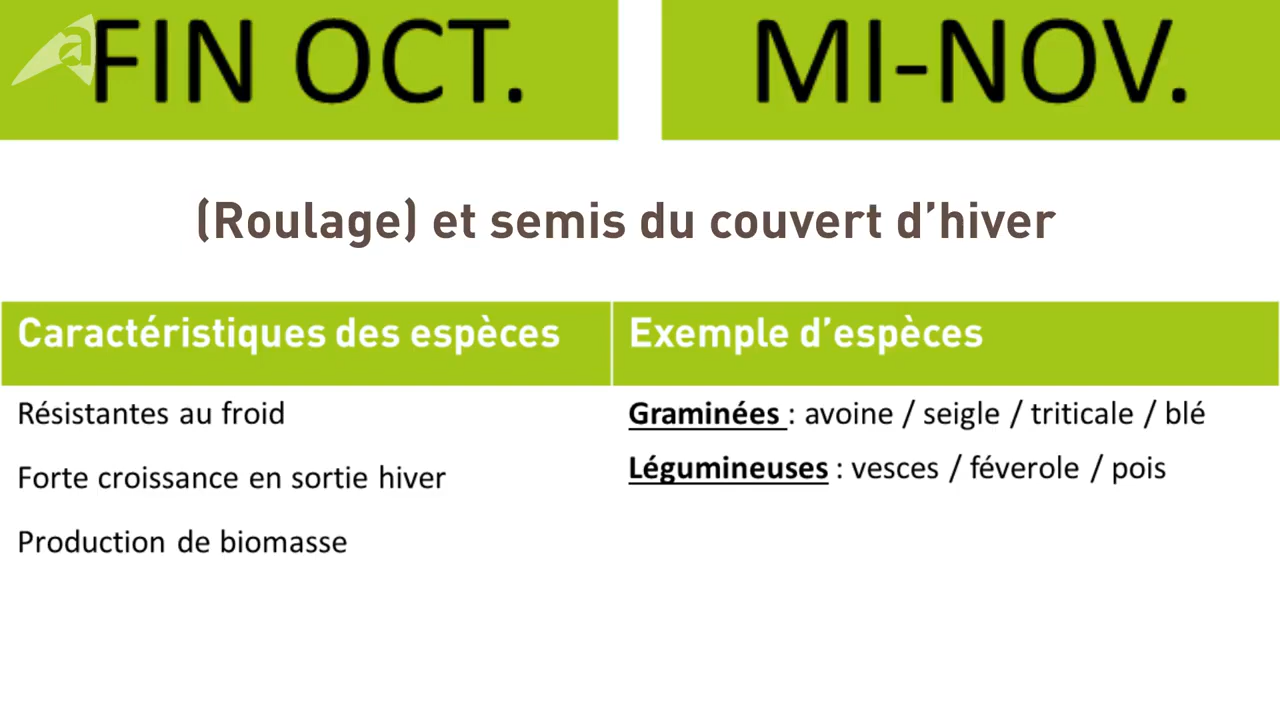 FIN OCT.
MI-NOV.
(Roulage) et semis du couvert d’hiver
Caractéristiques des espèces
Exemple d’espèces
Résistantes au froid
Graminées : avoine / seigle / triticale / blé
Légumineuses : vesces / féverole / pois
Forte croissance en sortie hiver
Production de biomasse